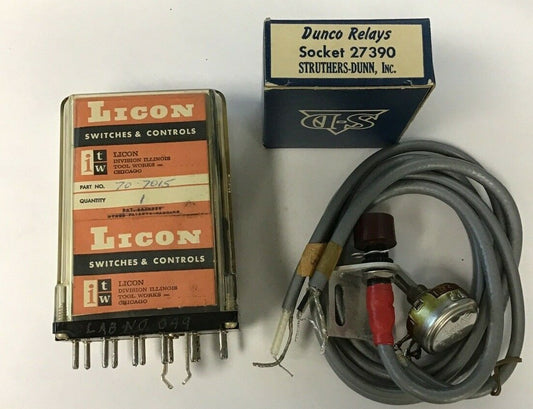 Dunco Relays
Socket 27390
STRUTHERS-DUNN, INC.
LICON
SWITCHES & CONTROLS
itw
LICON
DIVISION ILLINOIS
TOOL WORKS INC.
CHICAGO
PART NO. 70-7015
QUANTITY 1
LICON
SWITCHES & CONTROLS
itw
LICON
DIVISION ILLINOIS
TOOL WORKS INC.
CHICAGO
LAB NO. 049